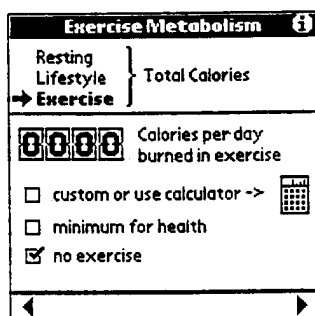 Exercise Metabolism i
Resting
Lifestyle
Exercise
Total Calories
0000 Calories per day
burned in exercise
custom or use calculator ->
minimum for health
no exercise